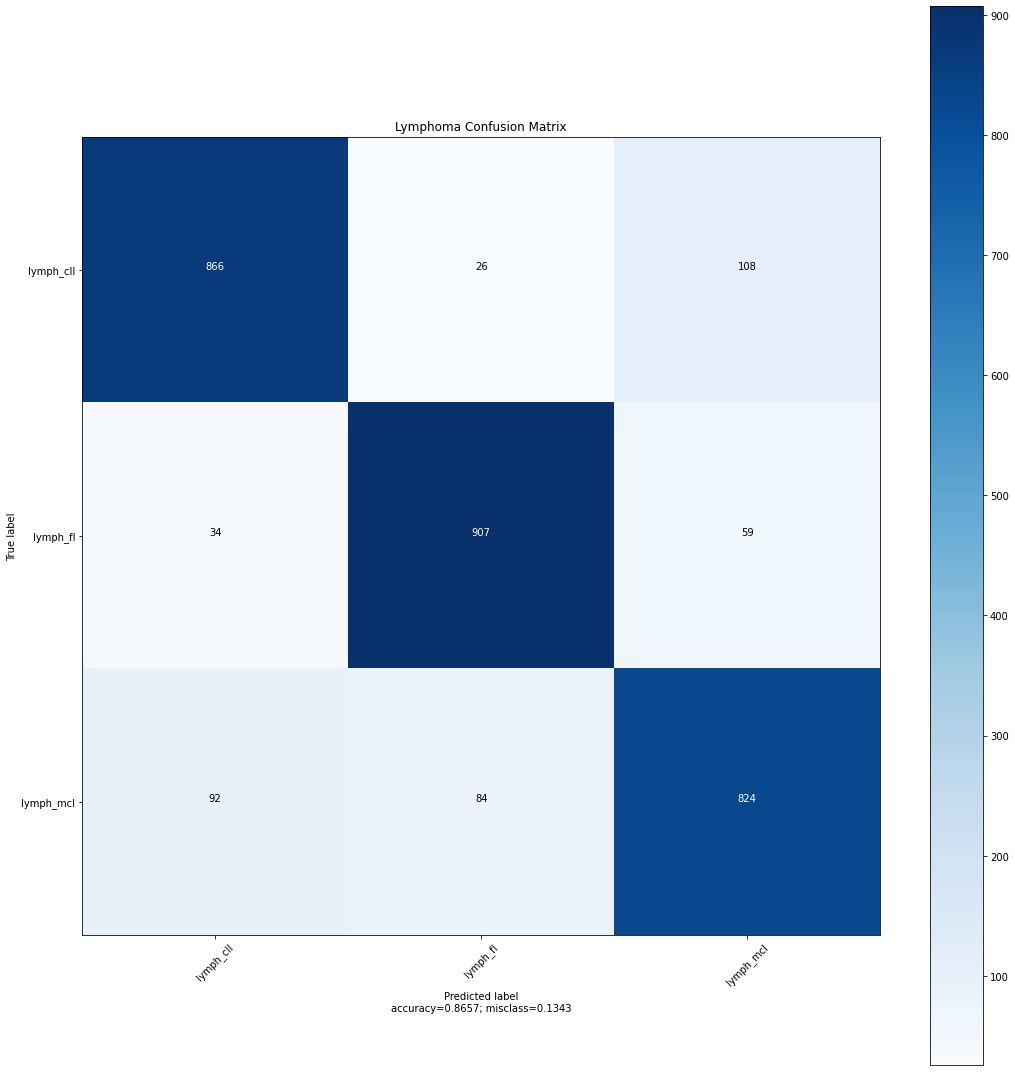 Lymphoma Confusion Matrix
True label
lymph_cll
866
26
108
lymph_fl
34
907
59
lymph_mcl
92
84
824
lymph_cll
lymph_fl
lymph_mcl
Predicted label
accuracy=0.8657; misclass=0.1343
900
800
700
600
500
400
300
200
100